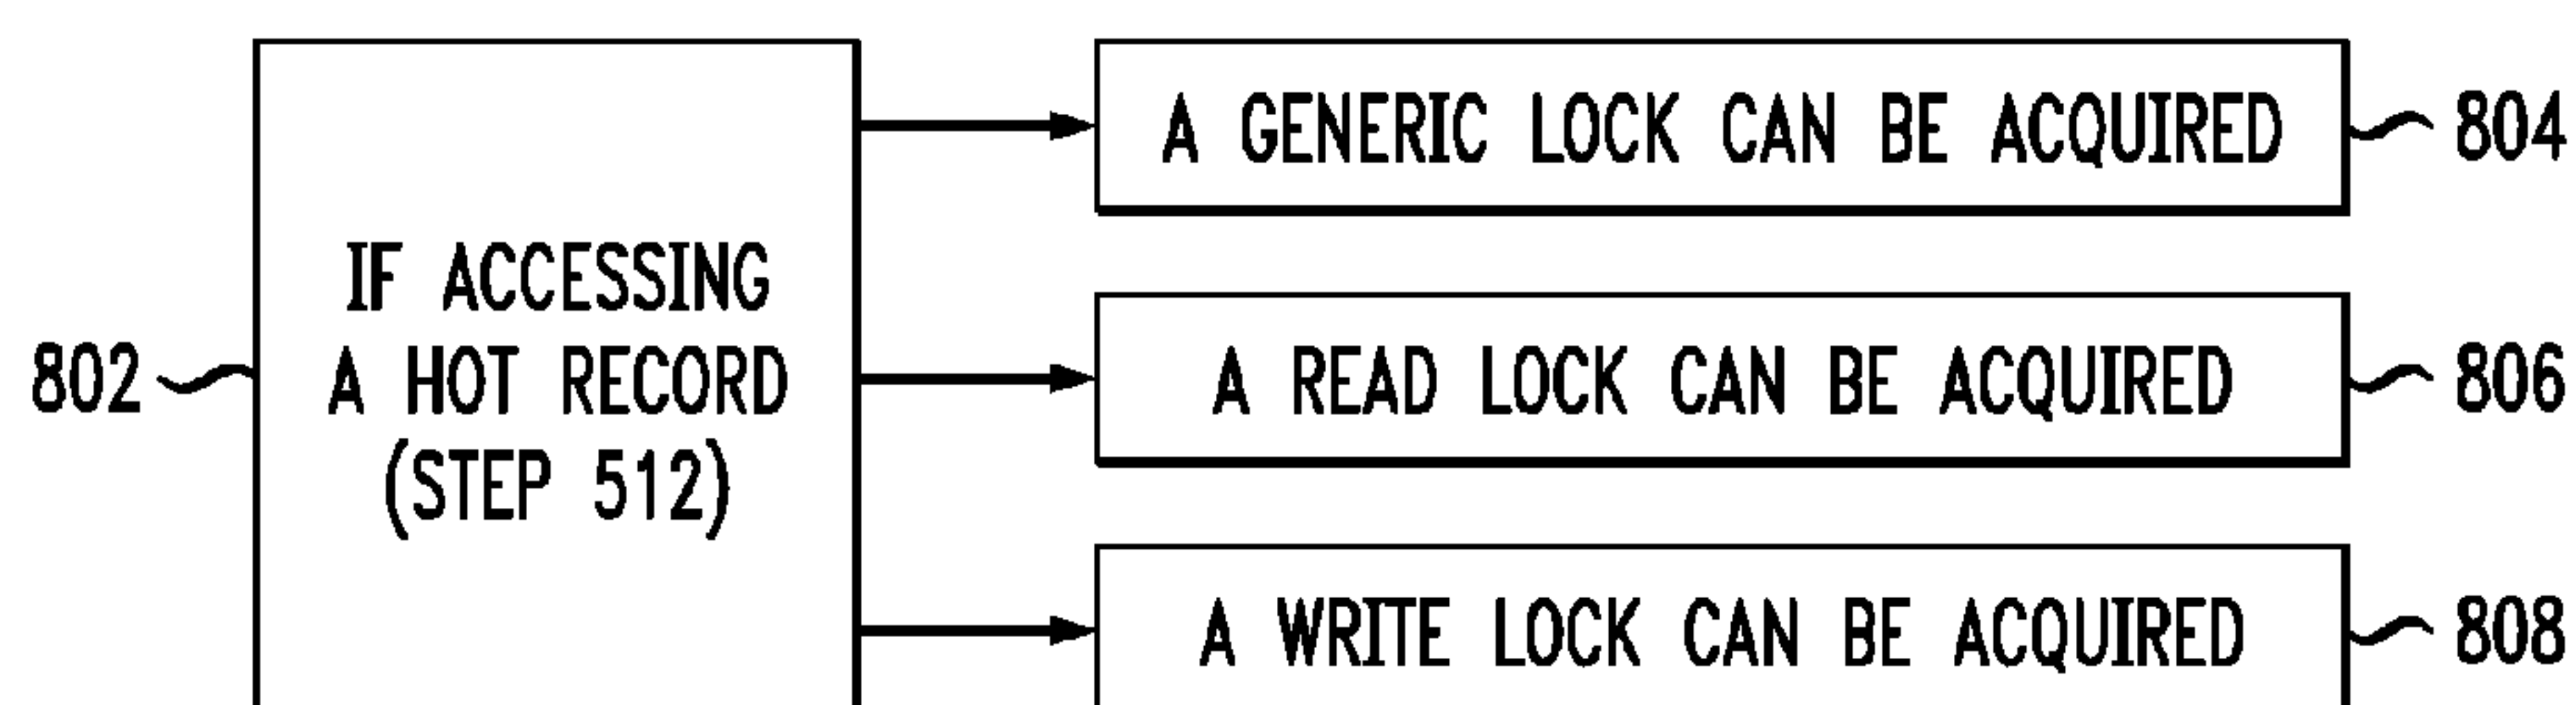 A GENERIC LOCK CAN BE ACQUIRED 804
IF ACCESSING
A HOT RECORD
(STEP 512)
802
A READ LOCK CAN BE ACQUIRED 806
A WRITE LOCK CAN BE ACQUIRED 808